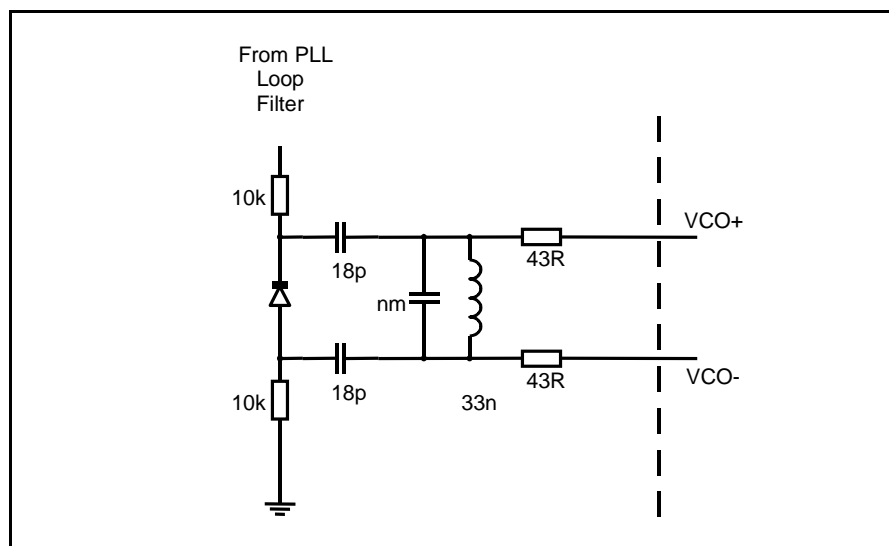 From PLL
Loop
Filter
10k
VCO+
18p
43R
nm
10k
18p
43R
VCO-
33n